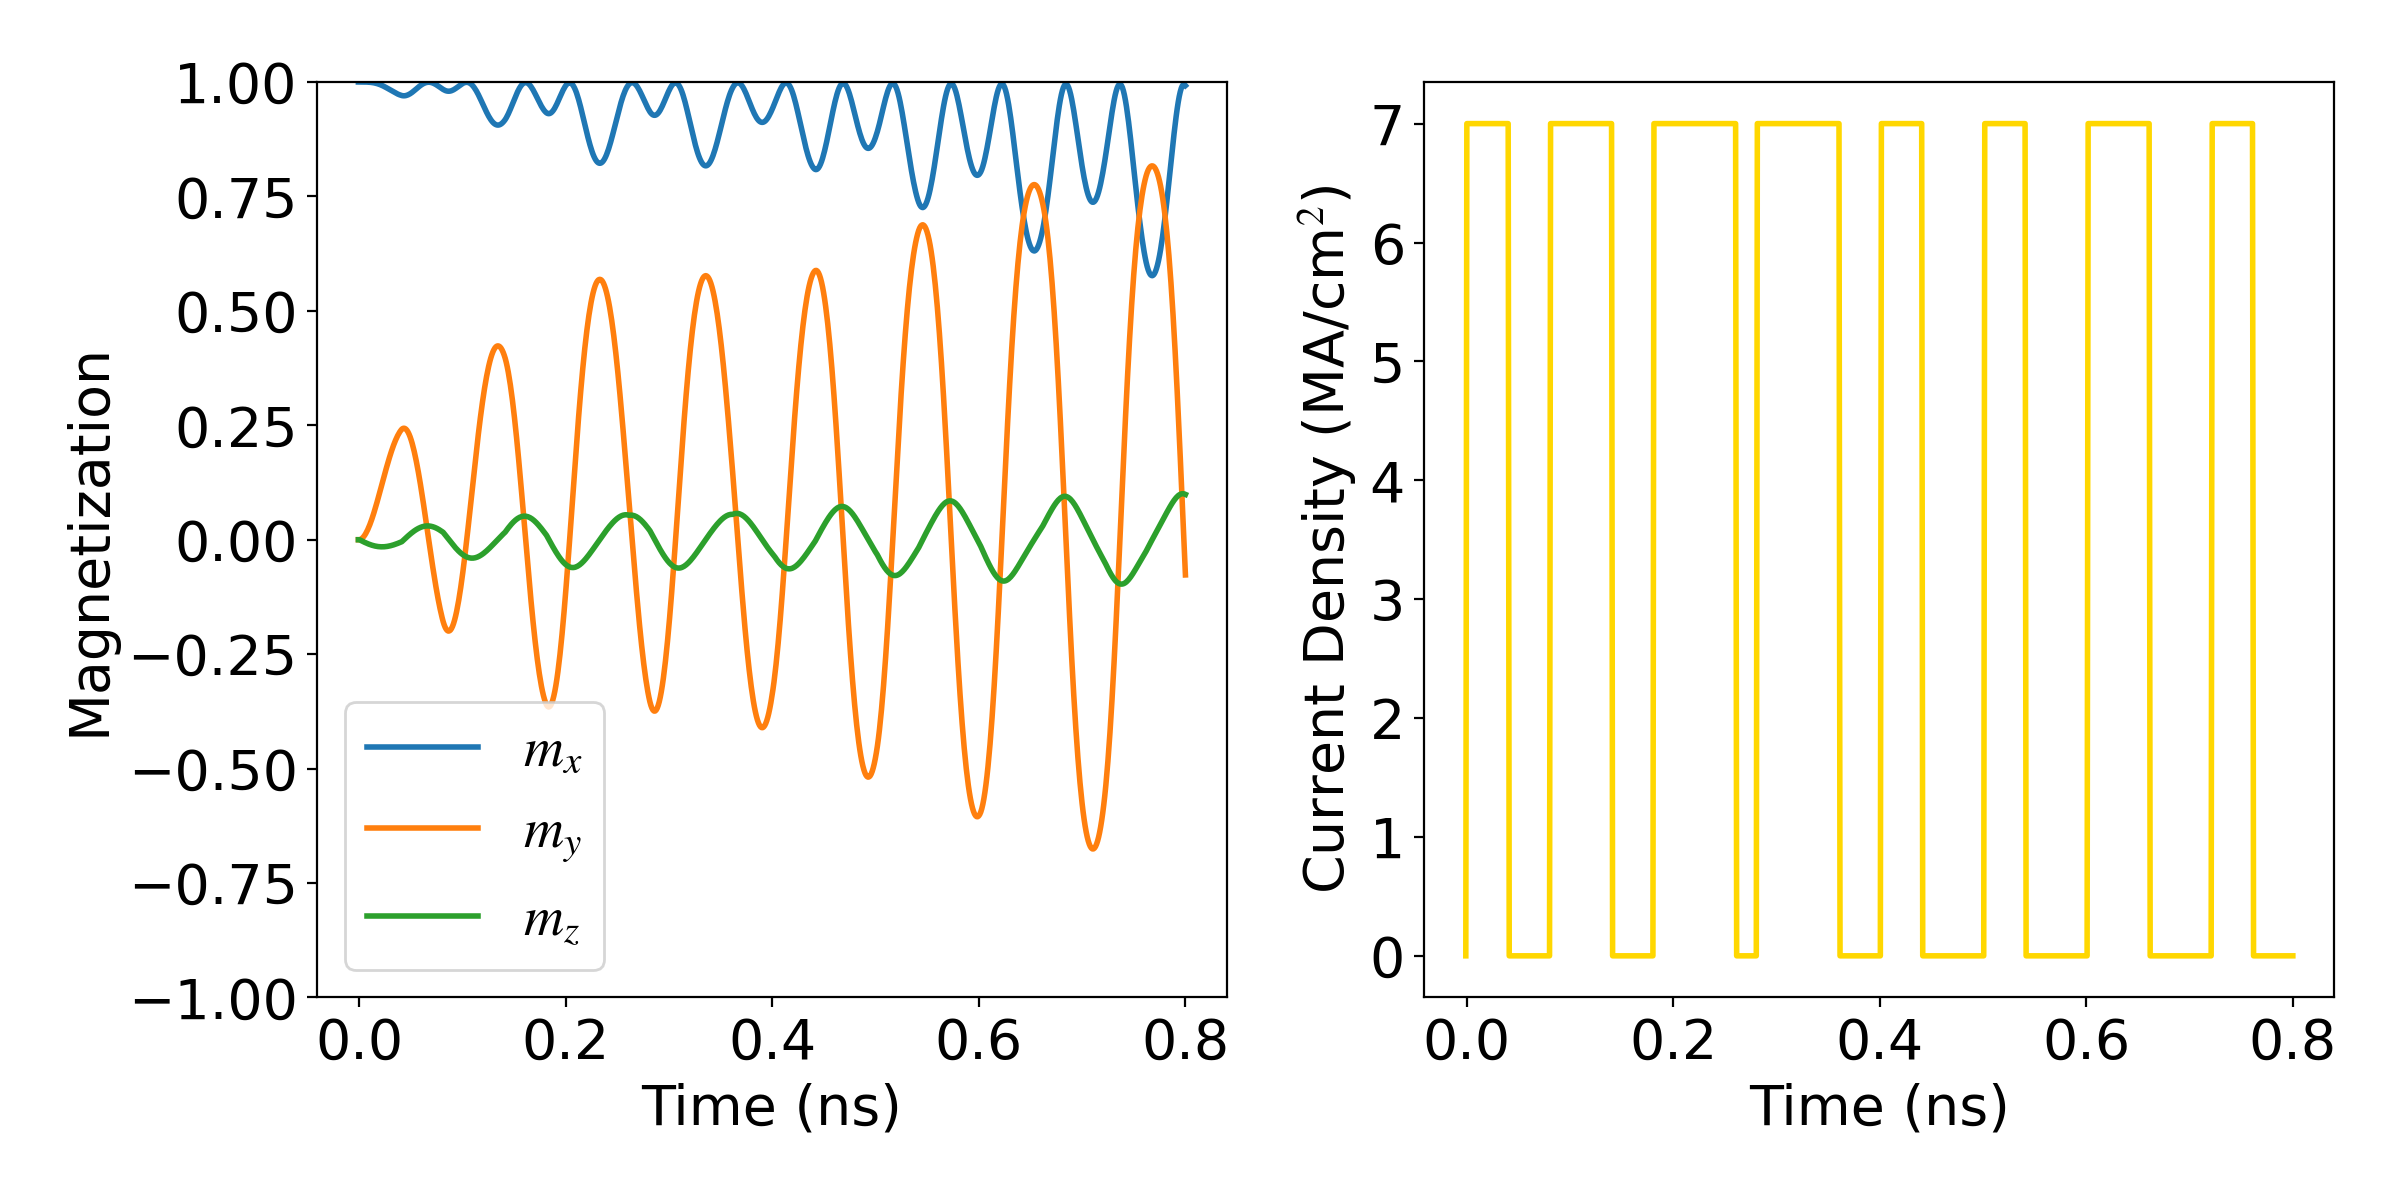 Magnetization
1.00
0.75
0.50
0.25
0.00
−0.25
−0.50
−0.75
−1.00
0.0 0.2 0.4 0.6 0.8
Time (ns)
m_x
m_y
m_z
Current Density (MA/cm²)
7
6
5
4
3
2
1
0
0.0 0.2 0.4 0.6 0.8
Time (ns)